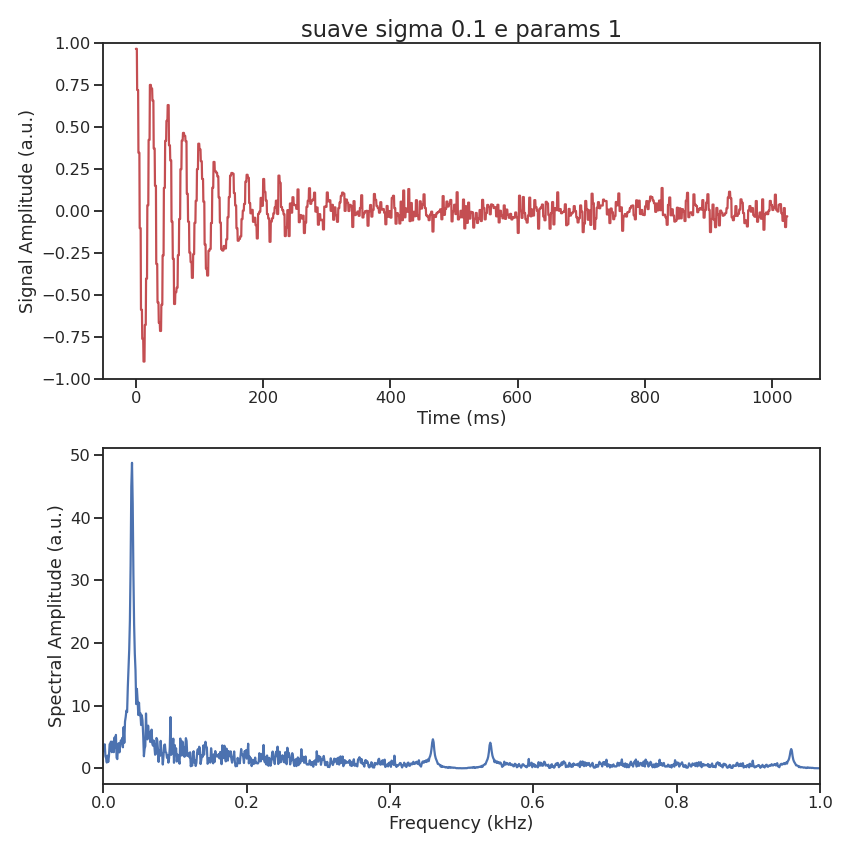 suave sigma 0.1 e params 1
1.00
0.75
0.50
0.25
0.00
−0.25
−0.50
−0.75
−1.00
Signal Amplitude (a.u.)
0 200 400 600 800 1000
Time (ms)
50
40
30
20
10
0
Spectral Amplitude (a.u.)
0.0 0.2 0.4 0.6 0.8 1.0
Frequency (kHz)